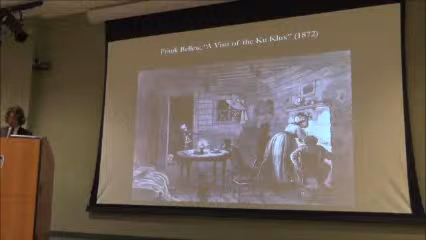 Frank Bellew, "A Visit of the Ku Klux" (1872)